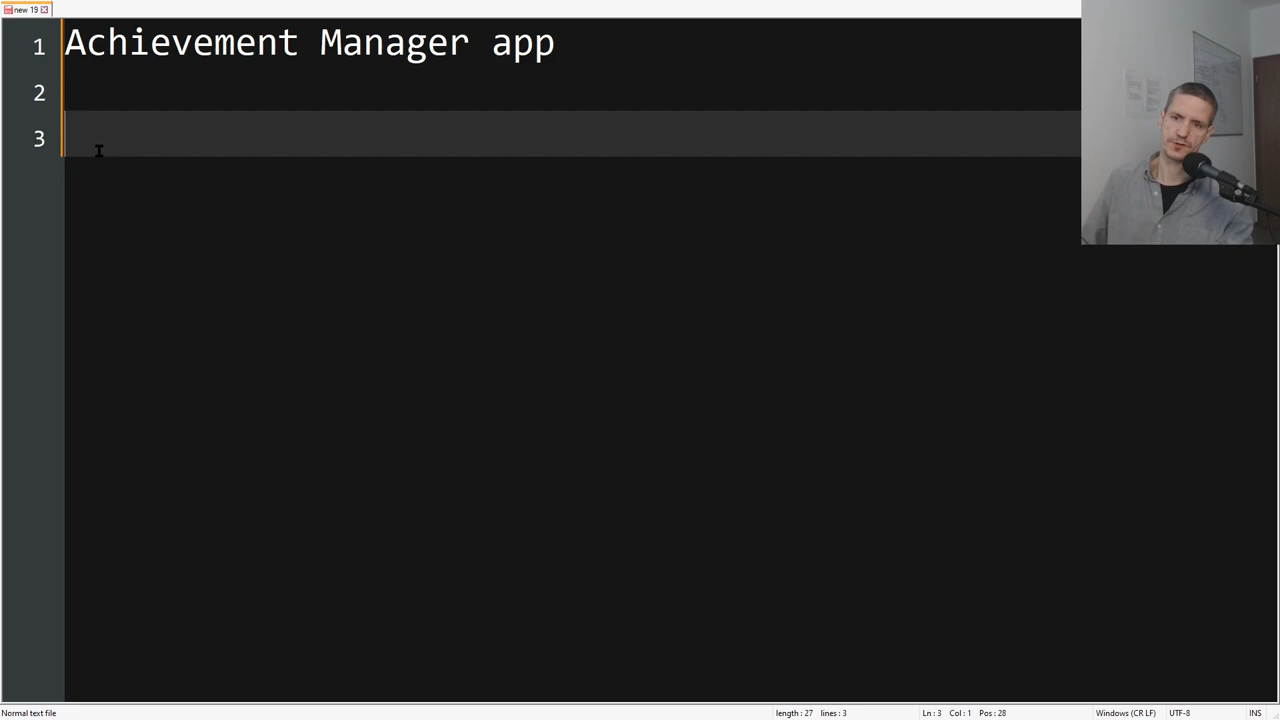 new 19
1 Achievement Manager app
2
3
Normal text file
length : 27 lines : 3
Ln : 3 Col : 1 Pos : 28
Windows (CR LF)
UTF-8
INS